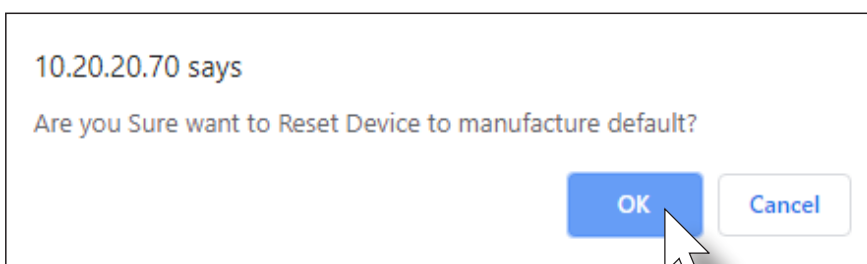 10.20.20.70 says
Are you Sure want to Reset Device to manufacture default?
OK Cancel